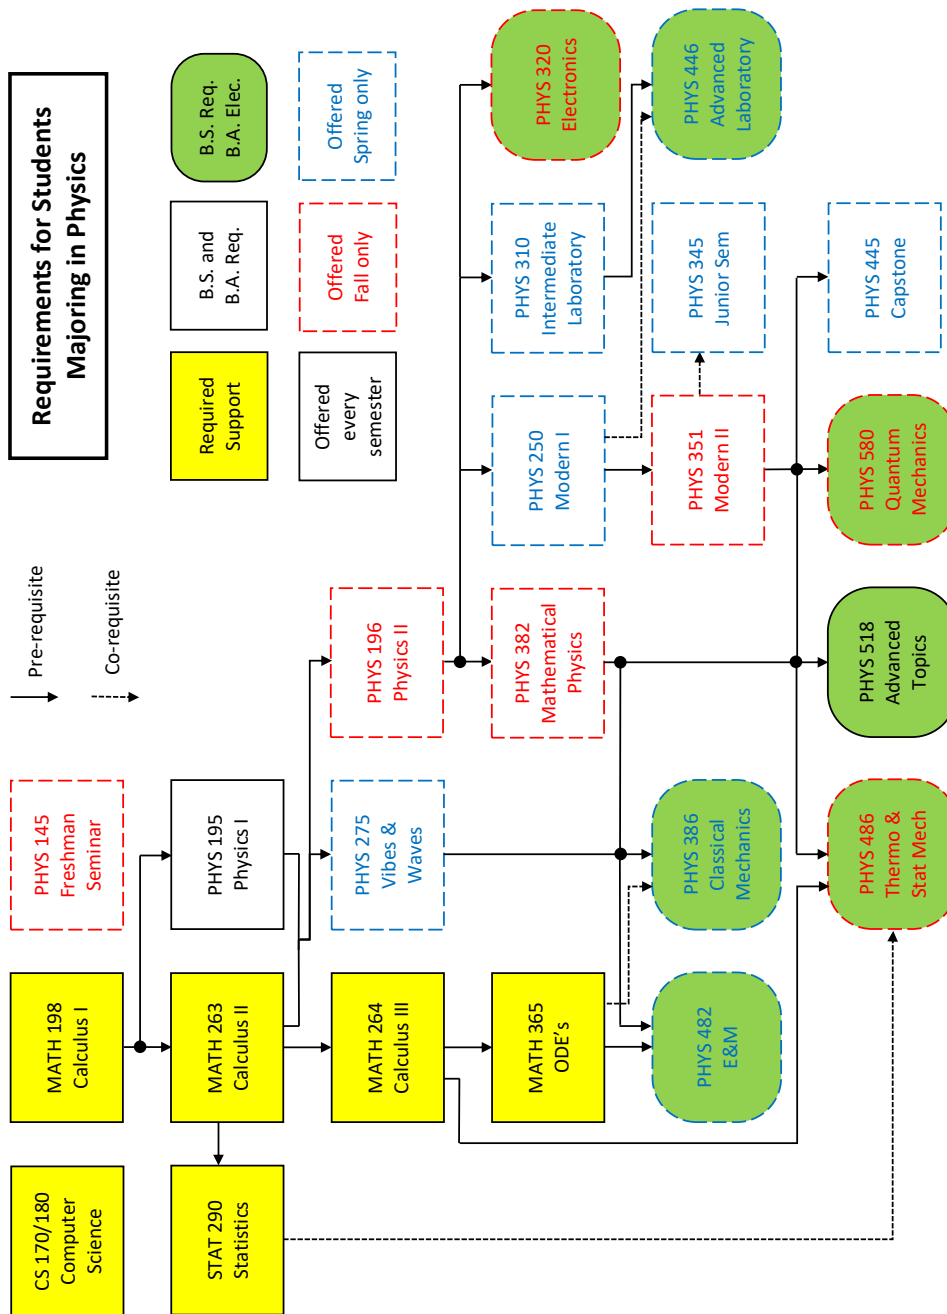 Requirements for Students
Majoring in Physics
Pre-requisite
Co-requisite
Required
Support
B.S. and
B.A. Req.
B.S. Req.
B.A. Elec.
Offered
every
semester
Offered
Fall only
Offered
Spring only
CS 170/180
Computer
Science
MATH 198
Calculus I
PHYS 145
Freshman
Seminar
STAT 290
Statistics
MATH 263
Calculus II
PHYS 195
Physics I
MATH 264
Calculus III
PHYS 275
Vibes &
Waves
PHYS 196
Physics II
MATH 365
ODE’s
PHYS 382
Mathematical
Physics
PHYS 250
Modern I
PHYS 310
Intermediate
Laboratory
PHYS 320
Electronics
PHYS 482
E&M
PHYS 386
Classical
Mechanics
PHYS 351
Modern II
PHYS 345
Junior Sem
PHYS 446
Advanced
Laboratory
PHYS 486
Thermo &
Stat Mech
PHYS 518
Advanced
Topics
PHYS 580
Quantum
Mechanics
PHYS 445
Capstone